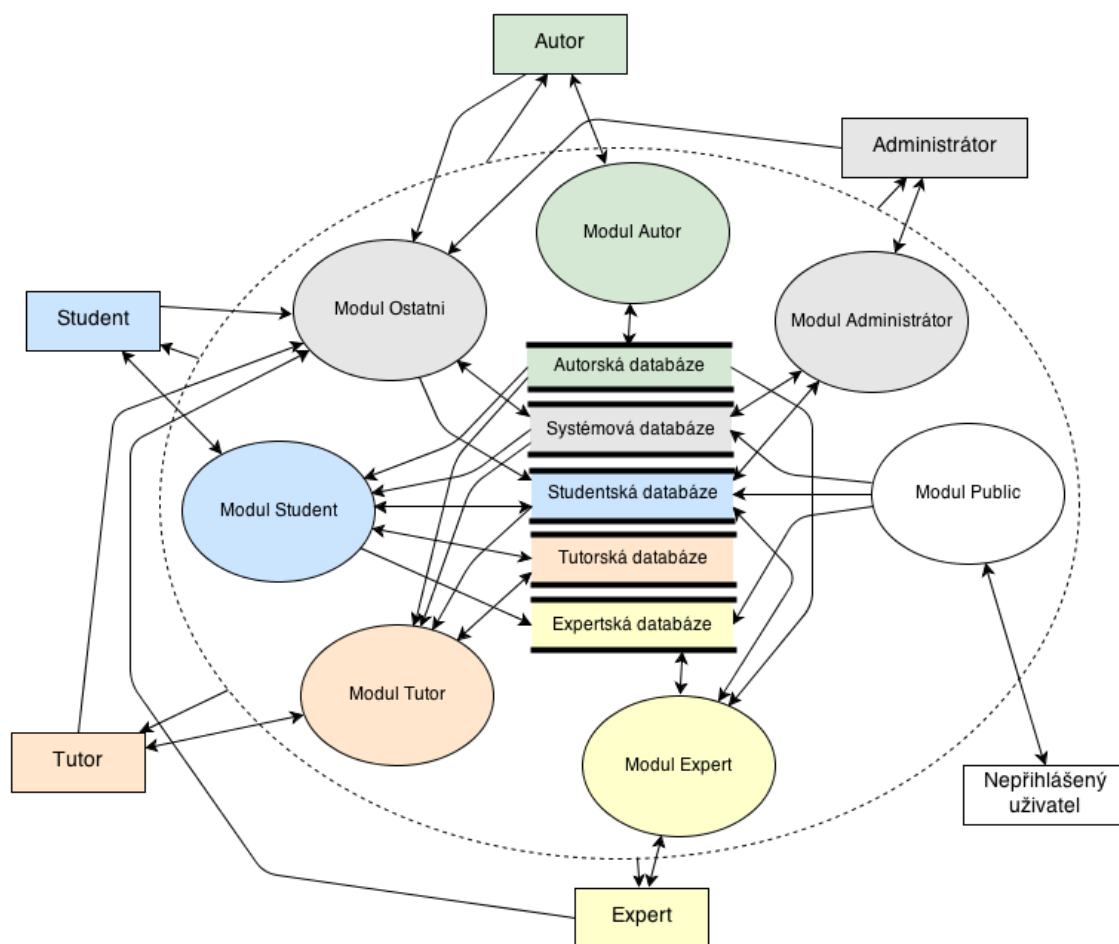 Autor
Administrátor
Modul Autor
Modul Ostatni
Student
Modul Administrátor
Autorská databáze
Systémová databáze
Studentská databáze
Modul Public
Modul Student
Tutorská databáze
Expertská databáze
Modul Tutor
Tutor
Modul Expert
Nepřihlášený
uživatel
Expert